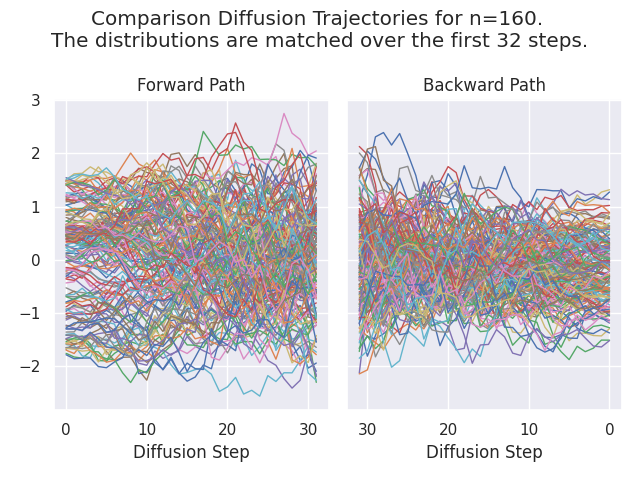 Comparison Diffusion Trajectories for n=160.
The distributions are matched over the first 32 steps.
Forward Path
Backward Path
3
2
1
0
−1
−2
0 10 20 30
30 20 10 0
Diffusion Step
Diffusion Step